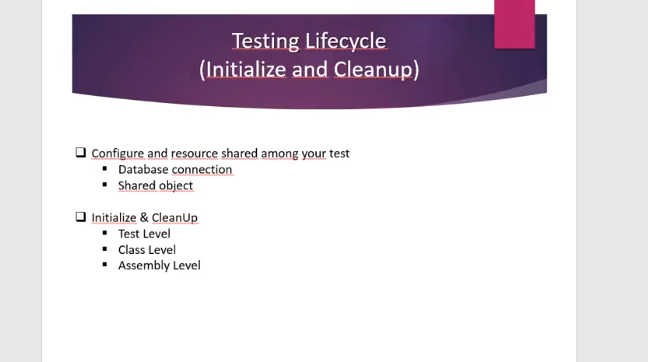 Testing Lifecycle
(Initialize and Cleanup)
Configure and resource shared among your test
Database connection
Shared object
Initialize & CleanUp
Test Level
Class Level
Assembly Level